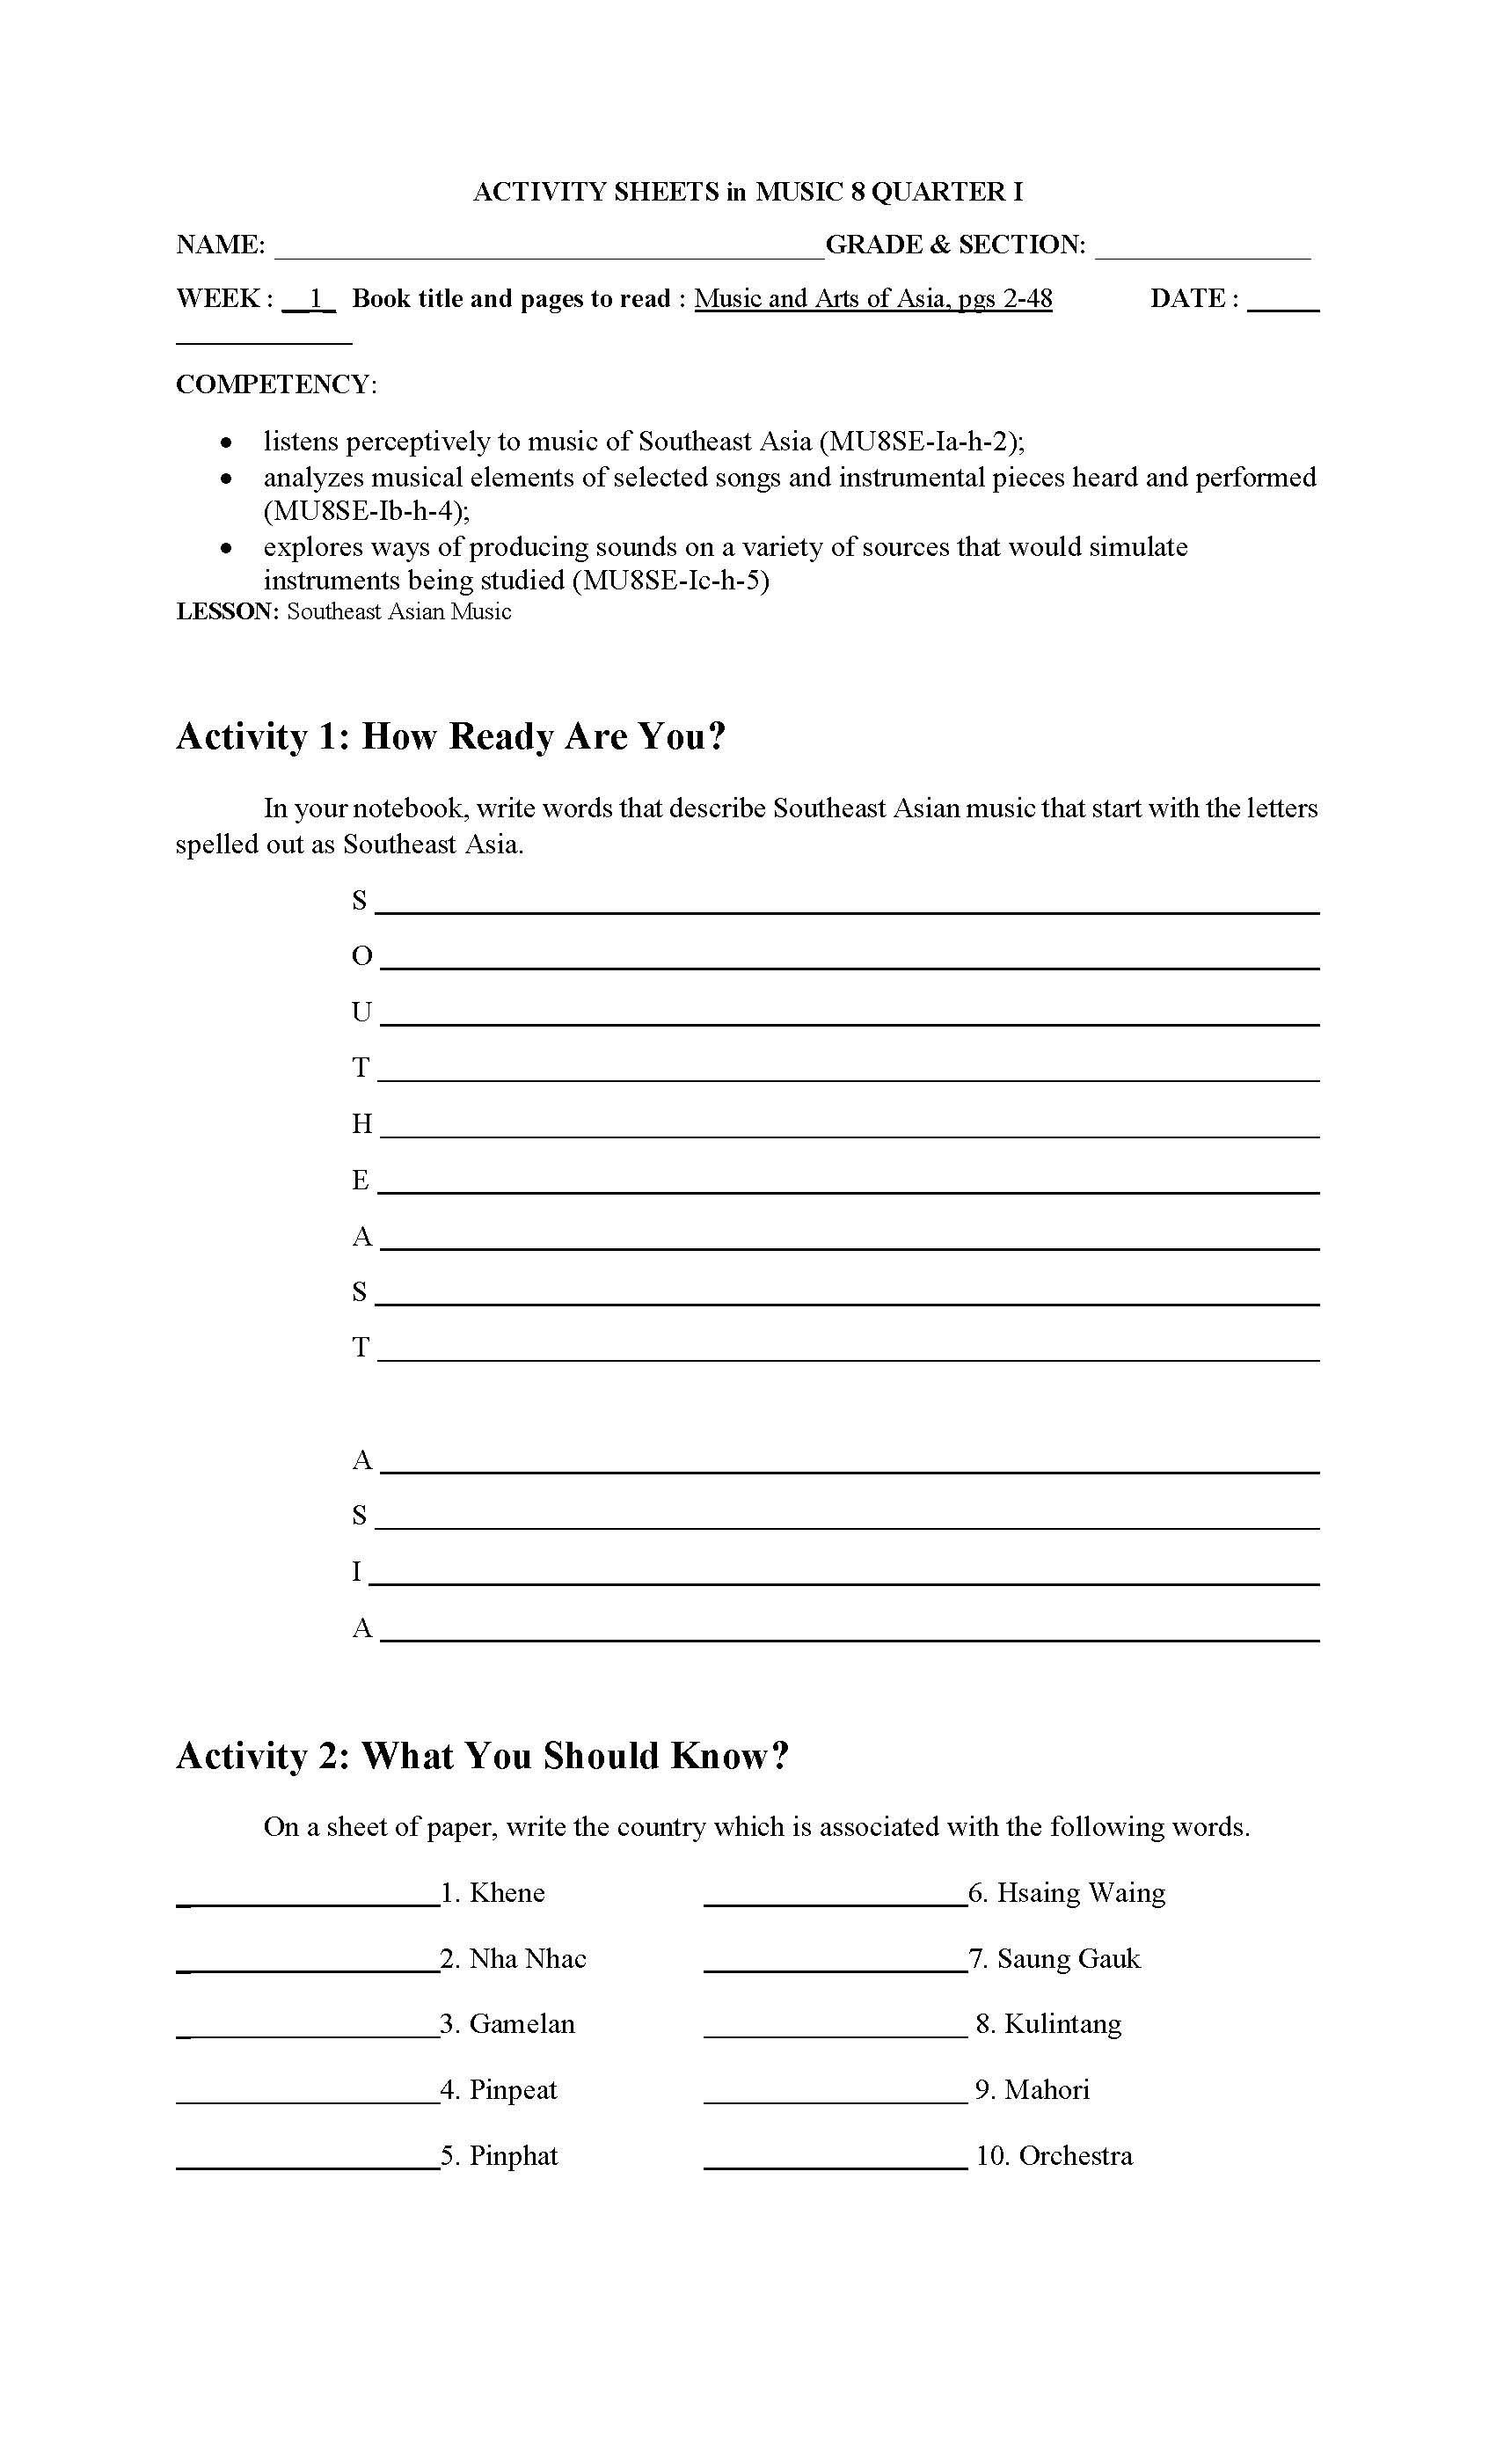 ACTIVITY SHEETS in MUSIC 8 QUARTER I
NAME: ______________________________________GRADE & SECTION: _______________
WEEK : __1_ Book title and pages to read : Music and Arts of Asia, pgs 2-48 DATE : _____
____________
COMPETENCY:
• listens perceptively to music of Southeast Asia (MU8SE-Ia-h-2);
• analyzes musical elements of selected songs and instrumental pieces heard and performed
(MU8SE-Ib-h-4);
• explores ways of producing sounds on a variety of sources that would simulate
instruments being studied (MU8SE-Ic-h-5)
LESSON: Southeast Asian Music
Activity 1: How Ready Are You?
In your notebook, write words that describe Southeast Asian music that start with the letters
spelled out as Southeast Asia.
S ____________________
O ____________________
U ____________________
T ____________________
H ____________________
E ____________________
A ____________________
S ____________________
T ____________________
A ____________________
S ____________________
I ____________________
A ____________________
Activity 2: What You Should Know?
On a sheet of paper, write the country which is associated with the following words.
__________________1. Khene __________________6. Hsaing Waing
__________________2. Nha Nhac __________________7. Saung Gauk
__________________3. Gamelan __________________ 8. Kulintang
__________________4. Pinpeat __________________ 9. Mahori
__________________5. Pinphat __________________ 10. Orchestra